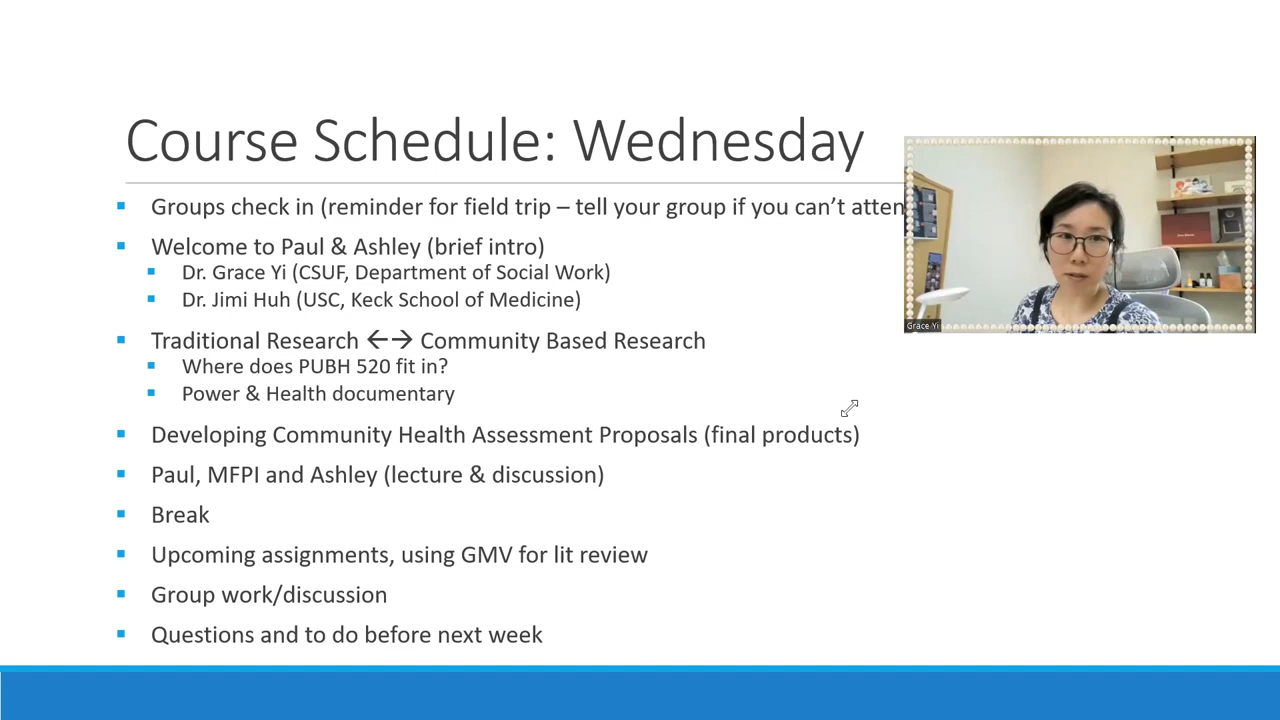 Course Schedule: Wednesday
Groups check in (reminder for field trip – tell your group if you can't atten
Welcome to Paul & Ashley (brief intro)
Dr. Grace Yi (CSUF, Department of Social Work)
Dr. Jimi Huh (USC, Keck School of Medicine)
Traditional Research ←→ Community Based Research
Where does PUBH 520 fit in?
Power & Health documentary
Developing Community Health Assessment Proposals (final products)
Paul, MFPI and Ashley (lecture & discussion)
Break
Upcoming assignments, using GMV for lit review
Group work/discussion
Questions and to do before next week
Grace Yi